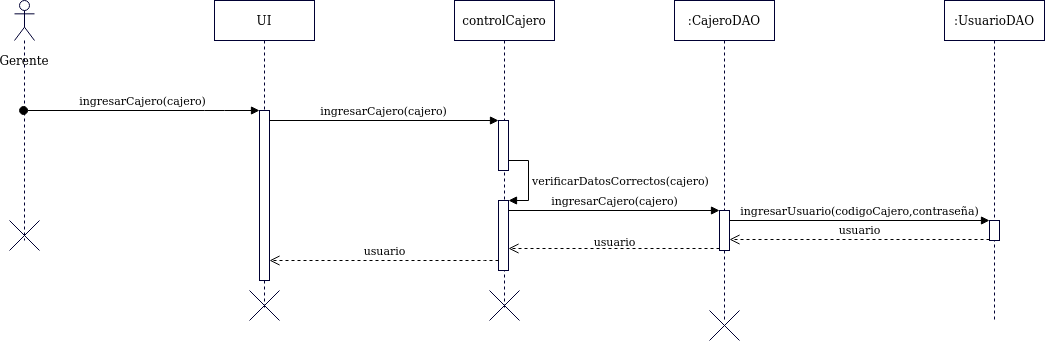 UI
controlCajero
:CajeroDAO
:UsuarioDAO
Gerente
ingresarCajero(cajero)
ingresarCajero(cajero)
verificarDatosCorrectos(cajero)
ingresarCajero(cajero)
ingresarUsuario(codigoCajero,contraseña)
usuario
usuario
usuario